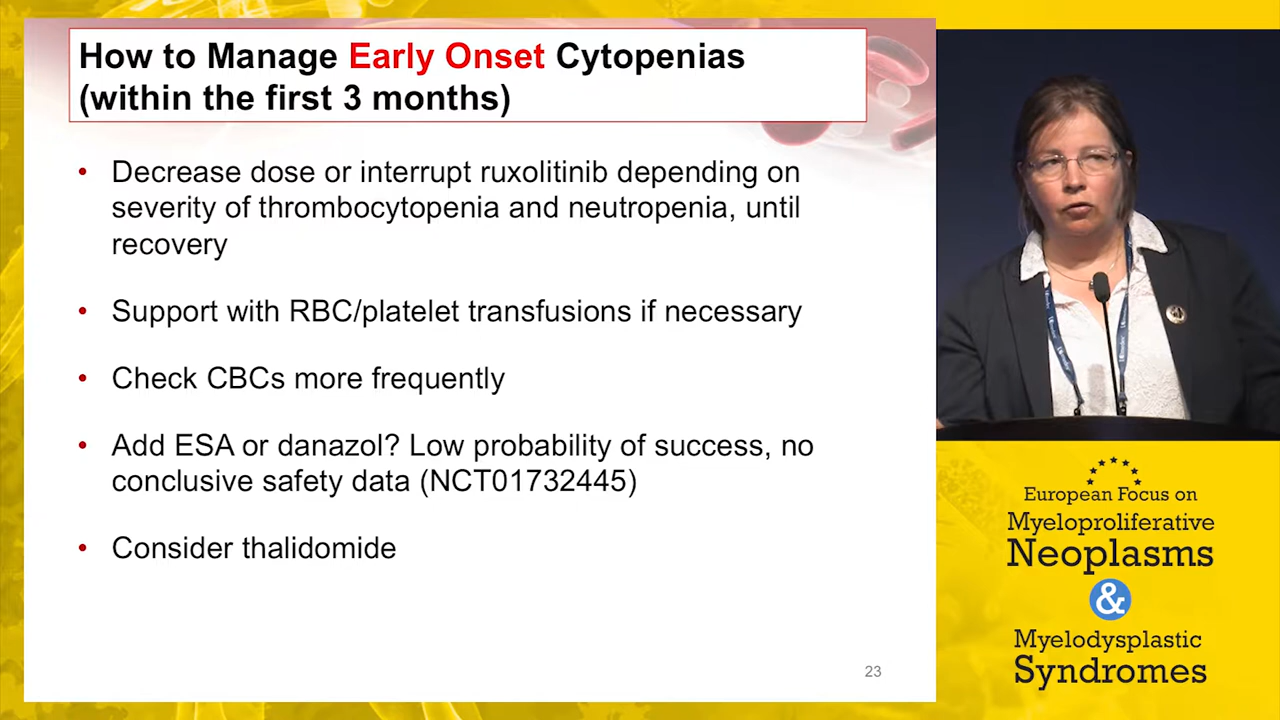 How to Manage Early Onset Cytopenias
(within the first 3 months)
• Decrease dose or interrupt ruxolitinib depending on
severity of thrombocytopenia and neutropenia, until
recovery
• Support with RBC/platelet transfusions if necessary
• Check CBCs more frequently
• Add ESA or danazol? Low probability of success, no
conclusive safety data (NCT01732445)
• Consider thalidomide
23
European Focus on
Myeloproliferative
Neoplasms
&
Myelodysplastic
Syndromes